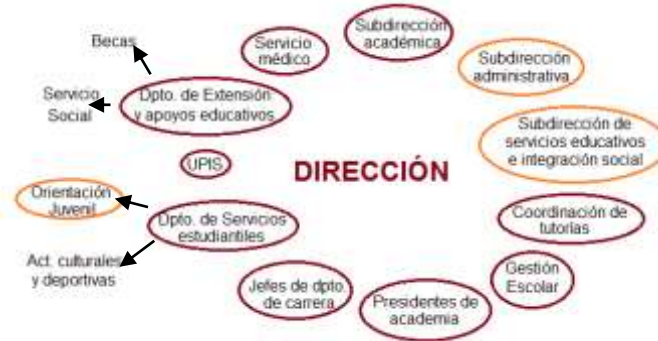 Becas
Servicio
médico
Subdirección
académica
Subdirección
administrativa
Servicio
Social
Dpto. de Extensión
y apoyos educativos
Subdirección de
servicios educativos
e integración social
UPIS
DIRECCIÓN
Orientación
Juvenil
Dpto. de Servicios
estudiantiles
Coordinación de
tutorías
Act. culturales
y deportivas
Gestión
Escolar
Jefes de dpto.
de carrera
Presidentes de
academia